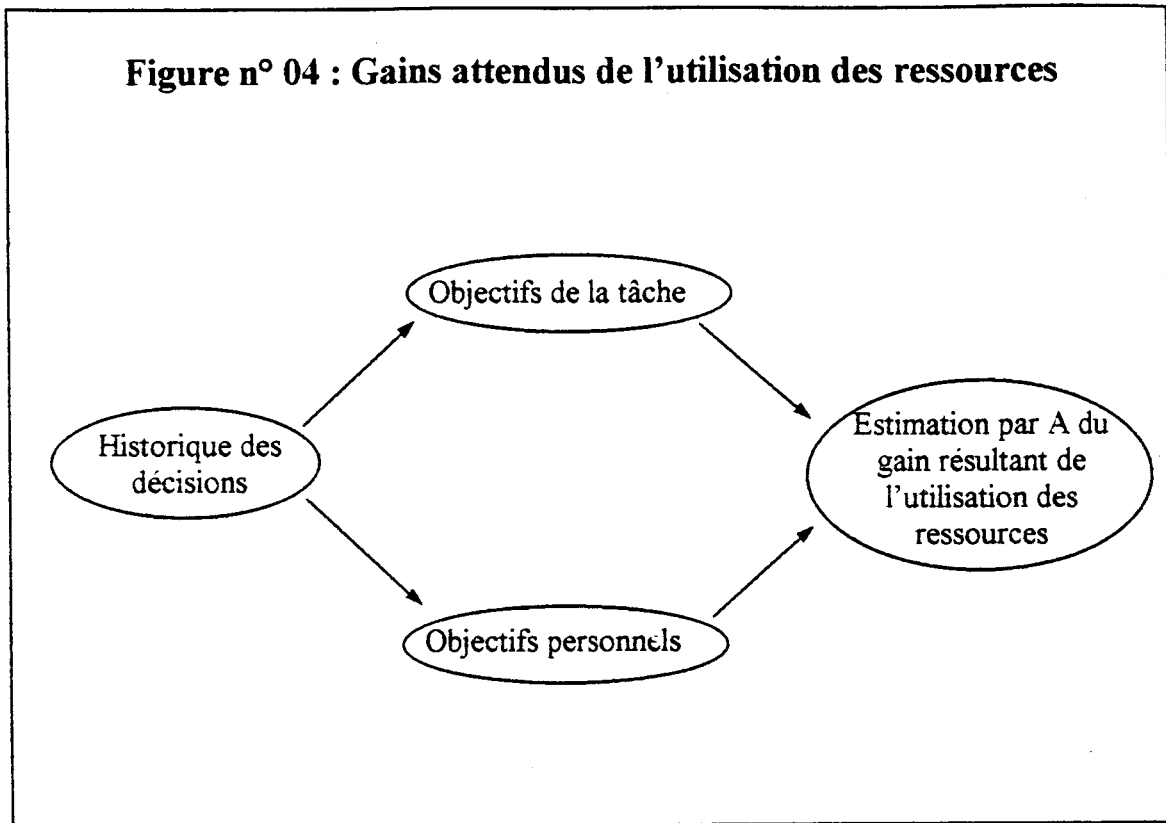 Figure n° 04 : Gains attendus de l'utilisation des ressources
Objectifs de la tâche
Historique des
décisions
Estimation par A du
gain résultant de
l'utilisation des
ressources
Objectifs personnels